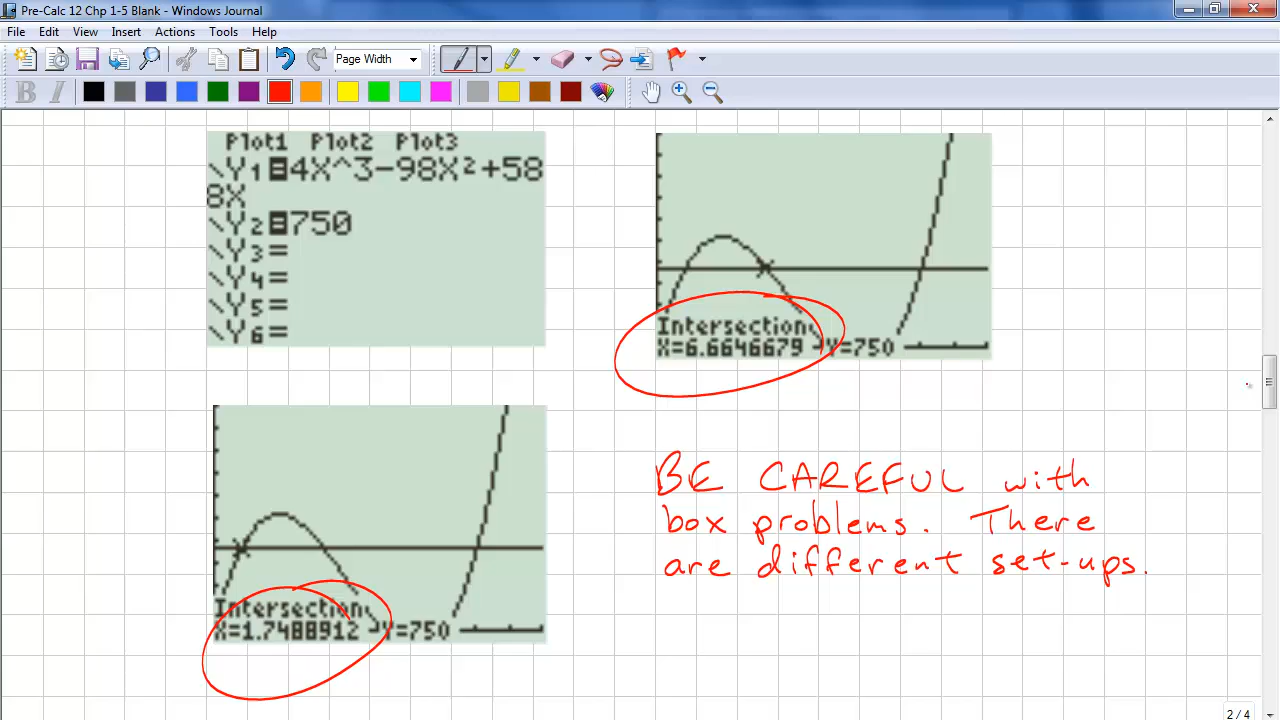 Pre-Calc 12 Chp 1-5 Blank - Windows Journal
File Edit View Insert Actions Tools Help
Page Width
B I
Plot1 Plot2 Plot3
\Y1=4X^3-98X²+58
8X
\Y2=750
\Y3=
\Y4=
\Y5=
\Y6=
Intersection
X=6.6646679 Y=750
Intersection
X=1.7488912 Y=750
BE CAREFUL with
box problems. There
are different set-ups.
2 / 4